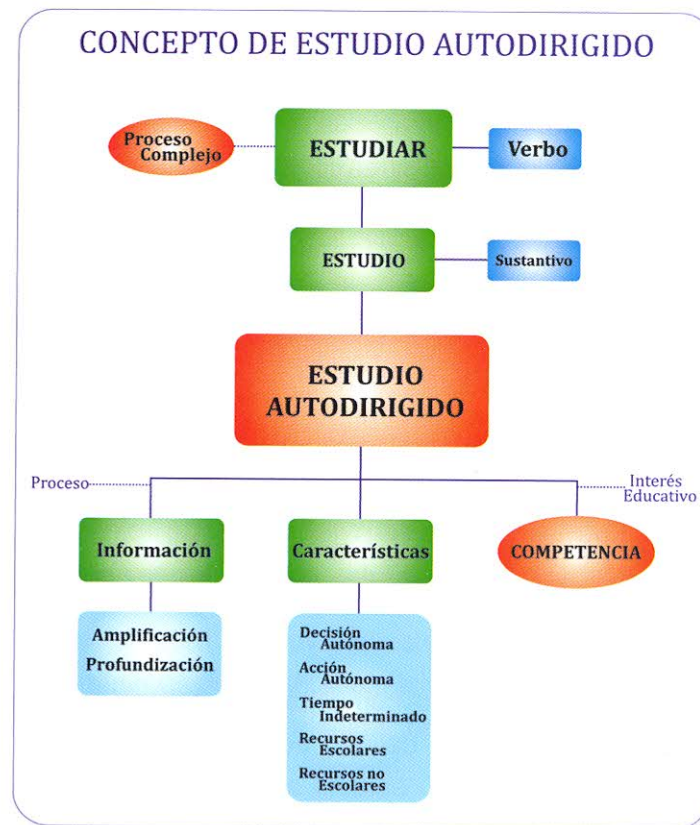 CONCEPTO DE ESTUDIO AUTODIRIGIDO
Proceso
Complejo
ESTUDIAR
Verbo
ESTUDIO
Sustantivo
ESTUDIO
AUTODIRIGIDO
Proceso
Interés
Educativo
Información
Características
COMPETENCIA
Amplificación
Profundización
Decisión
Autónoma
Acción
Autónoma
Tiempo
Indeterminado
Recursos
Escolares
Recursos no
Escolares